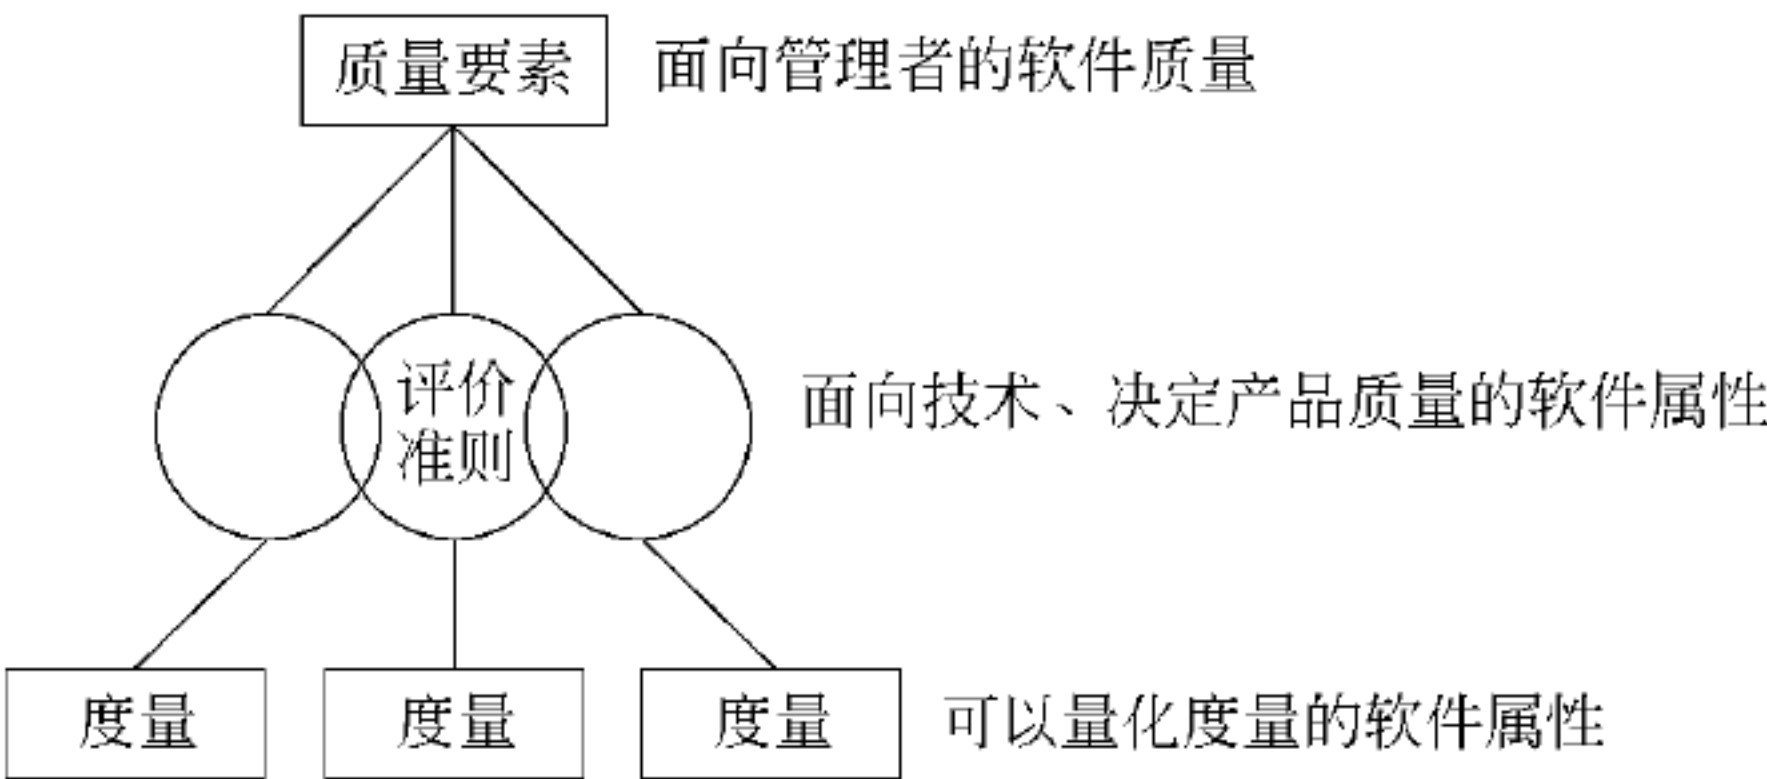 质量要素 面向管理者的软件质量
评价
准则
面向技术、决定产品质量的软件属性
度量 度量 度量 可以量化度量的软件属性